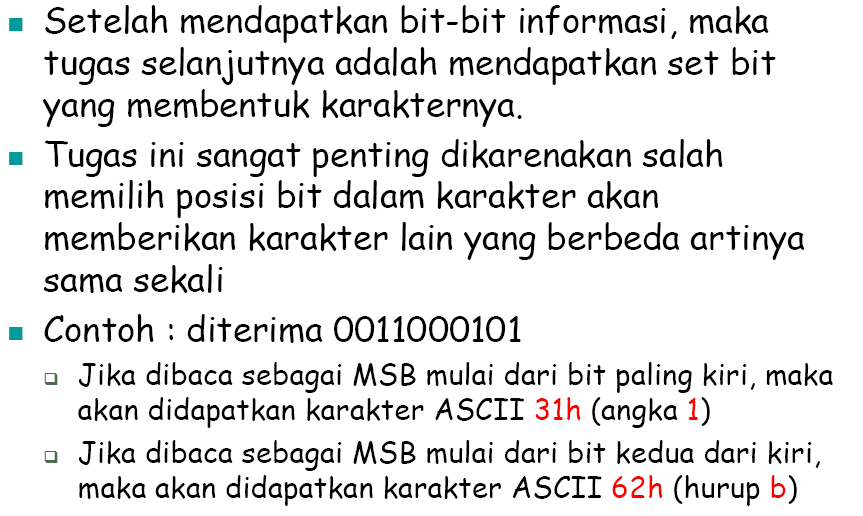 Setelah mendapatkan bit-bit informasi, maka
tugas selanjutnya adalah mendapatkan set bit
yang membentuk karakternya.
Tugas ini sangat penting dikarenakan salah
memilih posisi bit dalam karakter akan
memberikan karakter lain yang berbeda artinya
sama sekali
Contoh : diterima 0011000101
Jika dibaca sebagai MSB mulai dari bit paling kiri, maka
akan didapatkan karakter ASCII 31h (angka 1)
Jika dibaca sebagai MSB mulai dari bit kedua dari kiri,
maka akan didapatkan karakter ASCII 62h (hurup b)